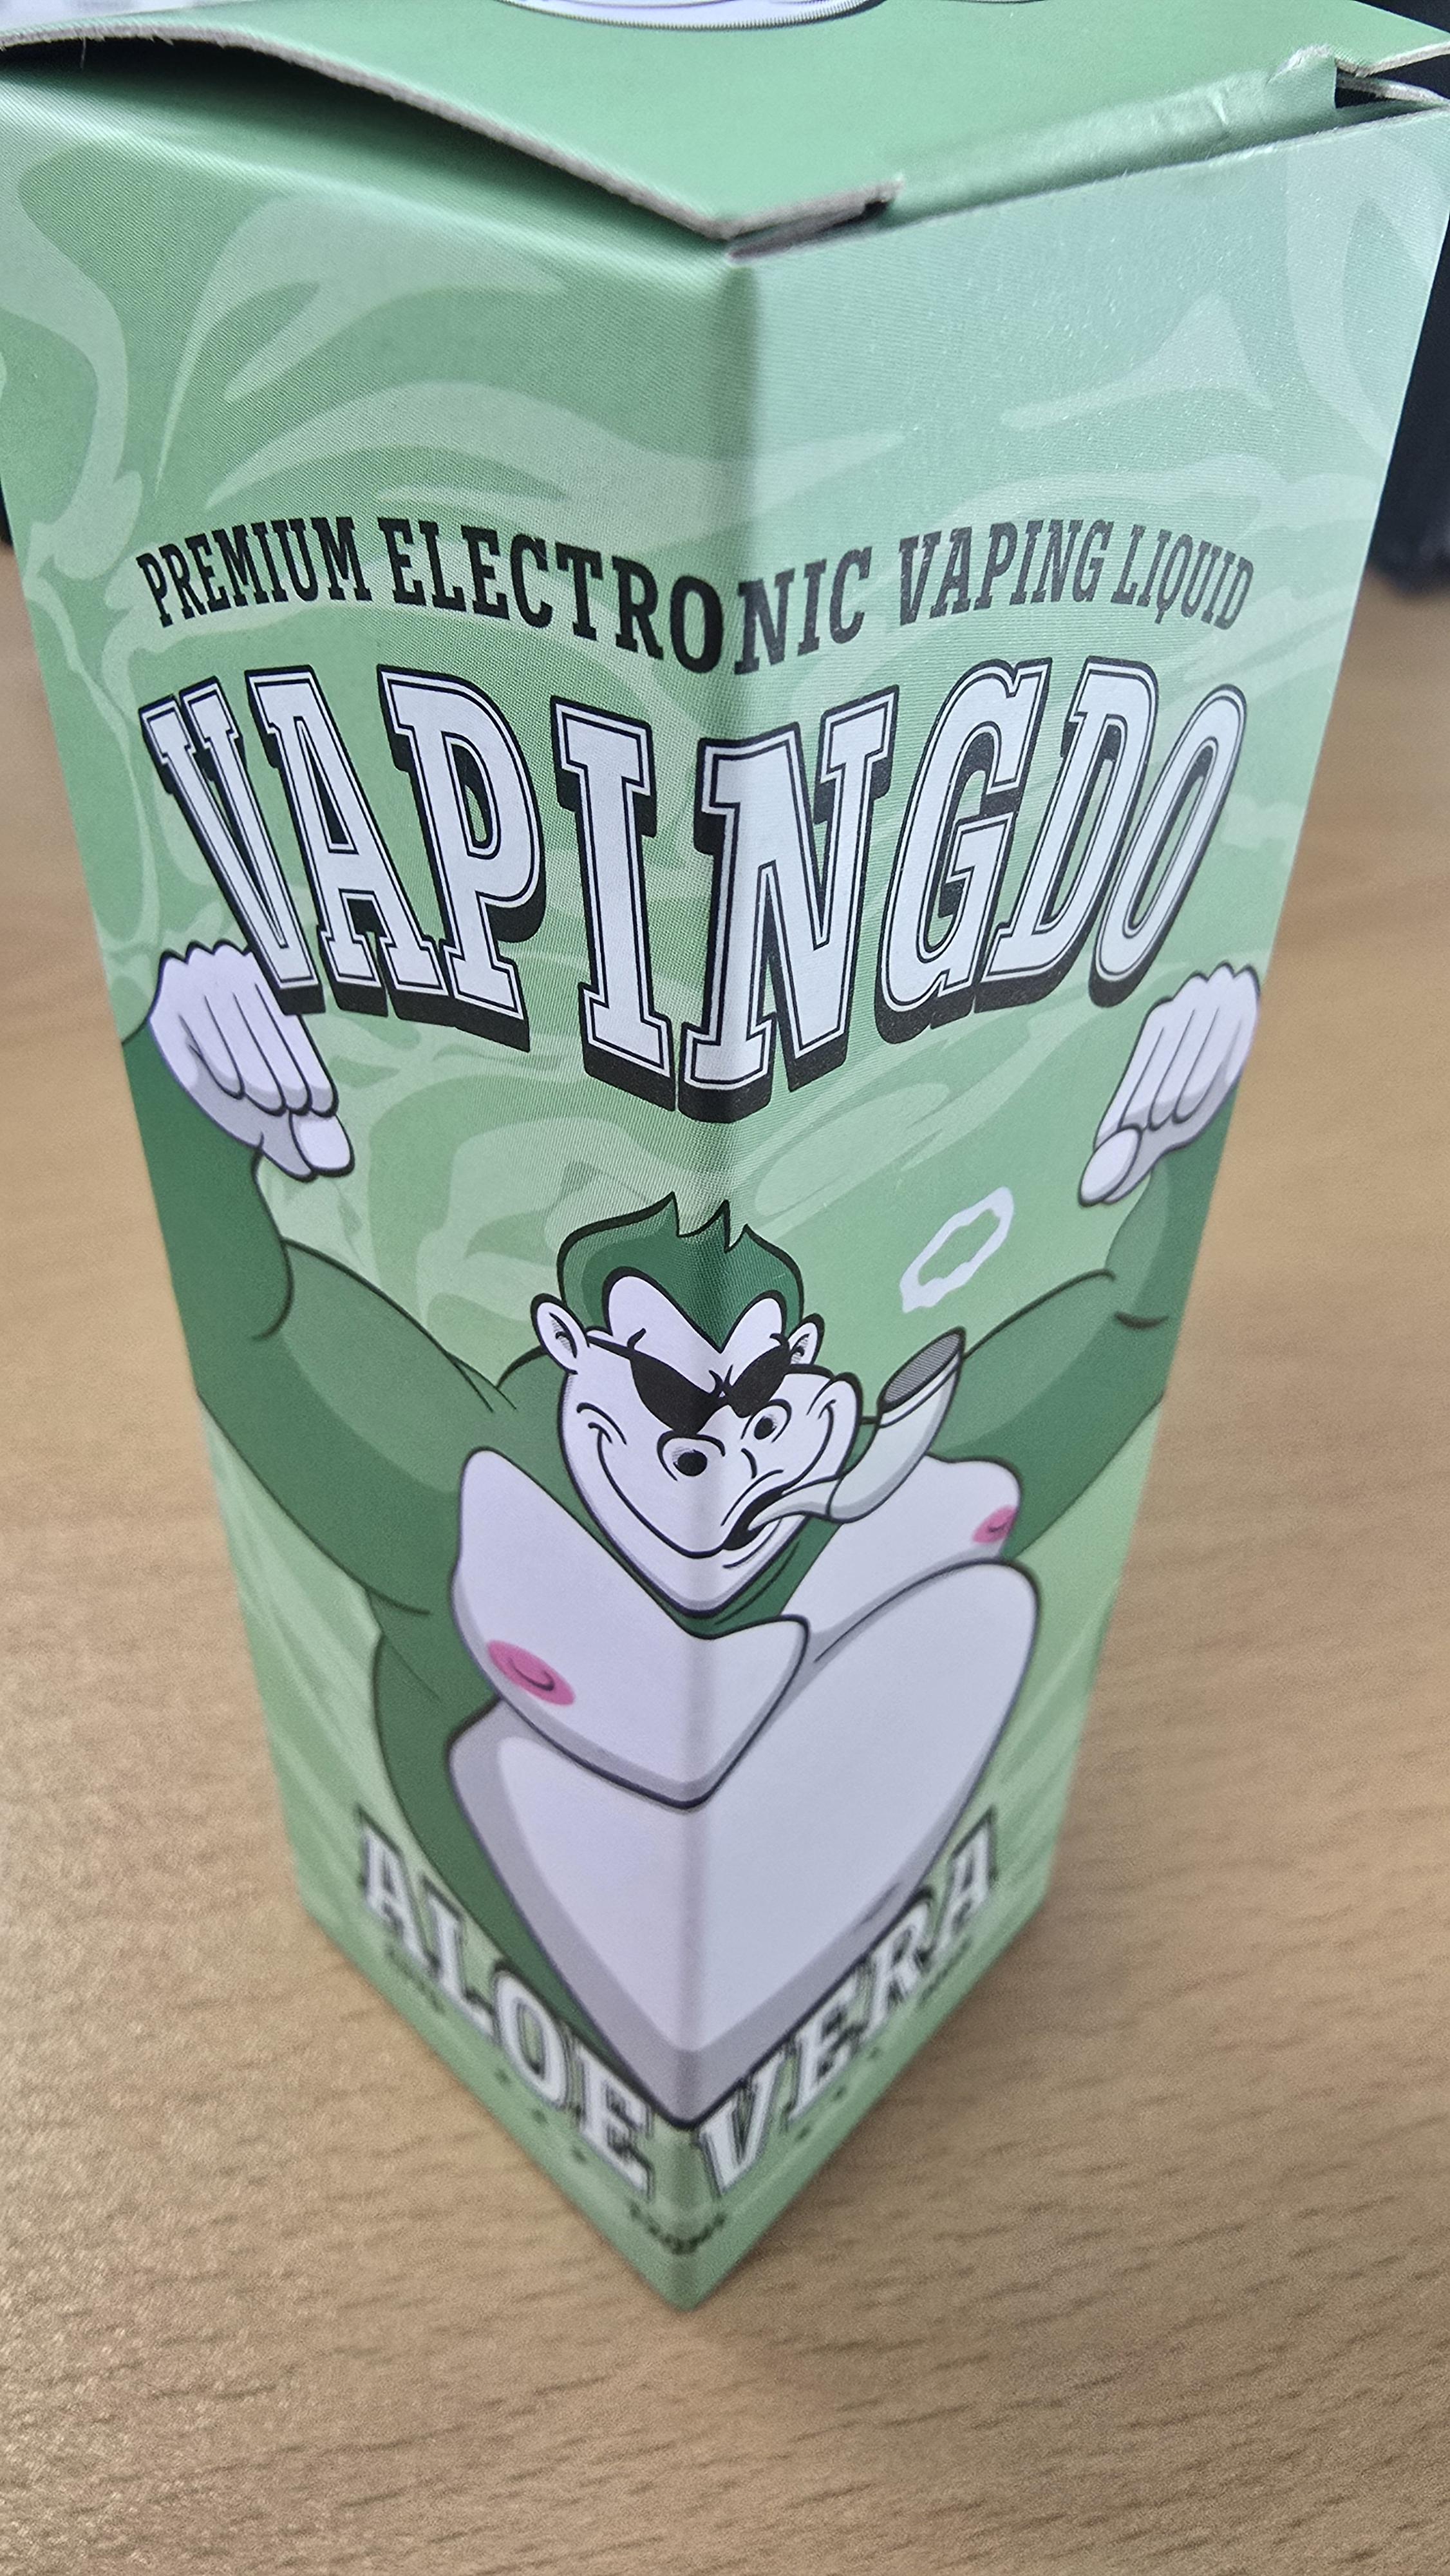 PREMIUM ELECTRONIC VAPING LIQUID
VAPINGDO
ALOE VERA